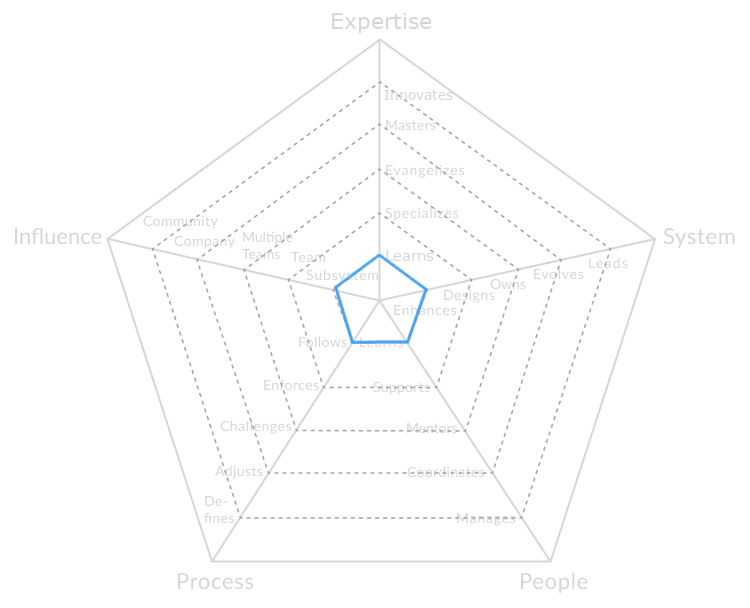 Expertise
Innovates
Masters
Evangelizes
Specializes
Learns
Influence
Community
Company
Multiple
Teams
Team
Subsystem
System
Leads
Evolves
Owns
Designs
Enhances
Follows
Learns
Enforces
Supports
Challenges
Mentors
Adjusts
Coordinates
De-
fines
Manages
Process
People